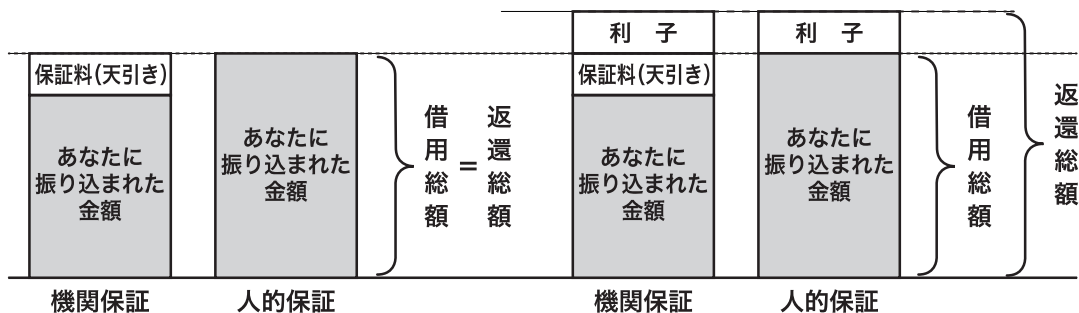 保証料(天引き)
あなたに
振り込まれた
金額
機関保証
あなたに
振り込まれた
金額
人的保証
借用総額
=
返還総額
利 子
保証料(天引き)
あなたに
振り込まれた
金額
機関保証
利 子
あなたに
振り込まれた
金額
人的保証
借用総額
返還総額